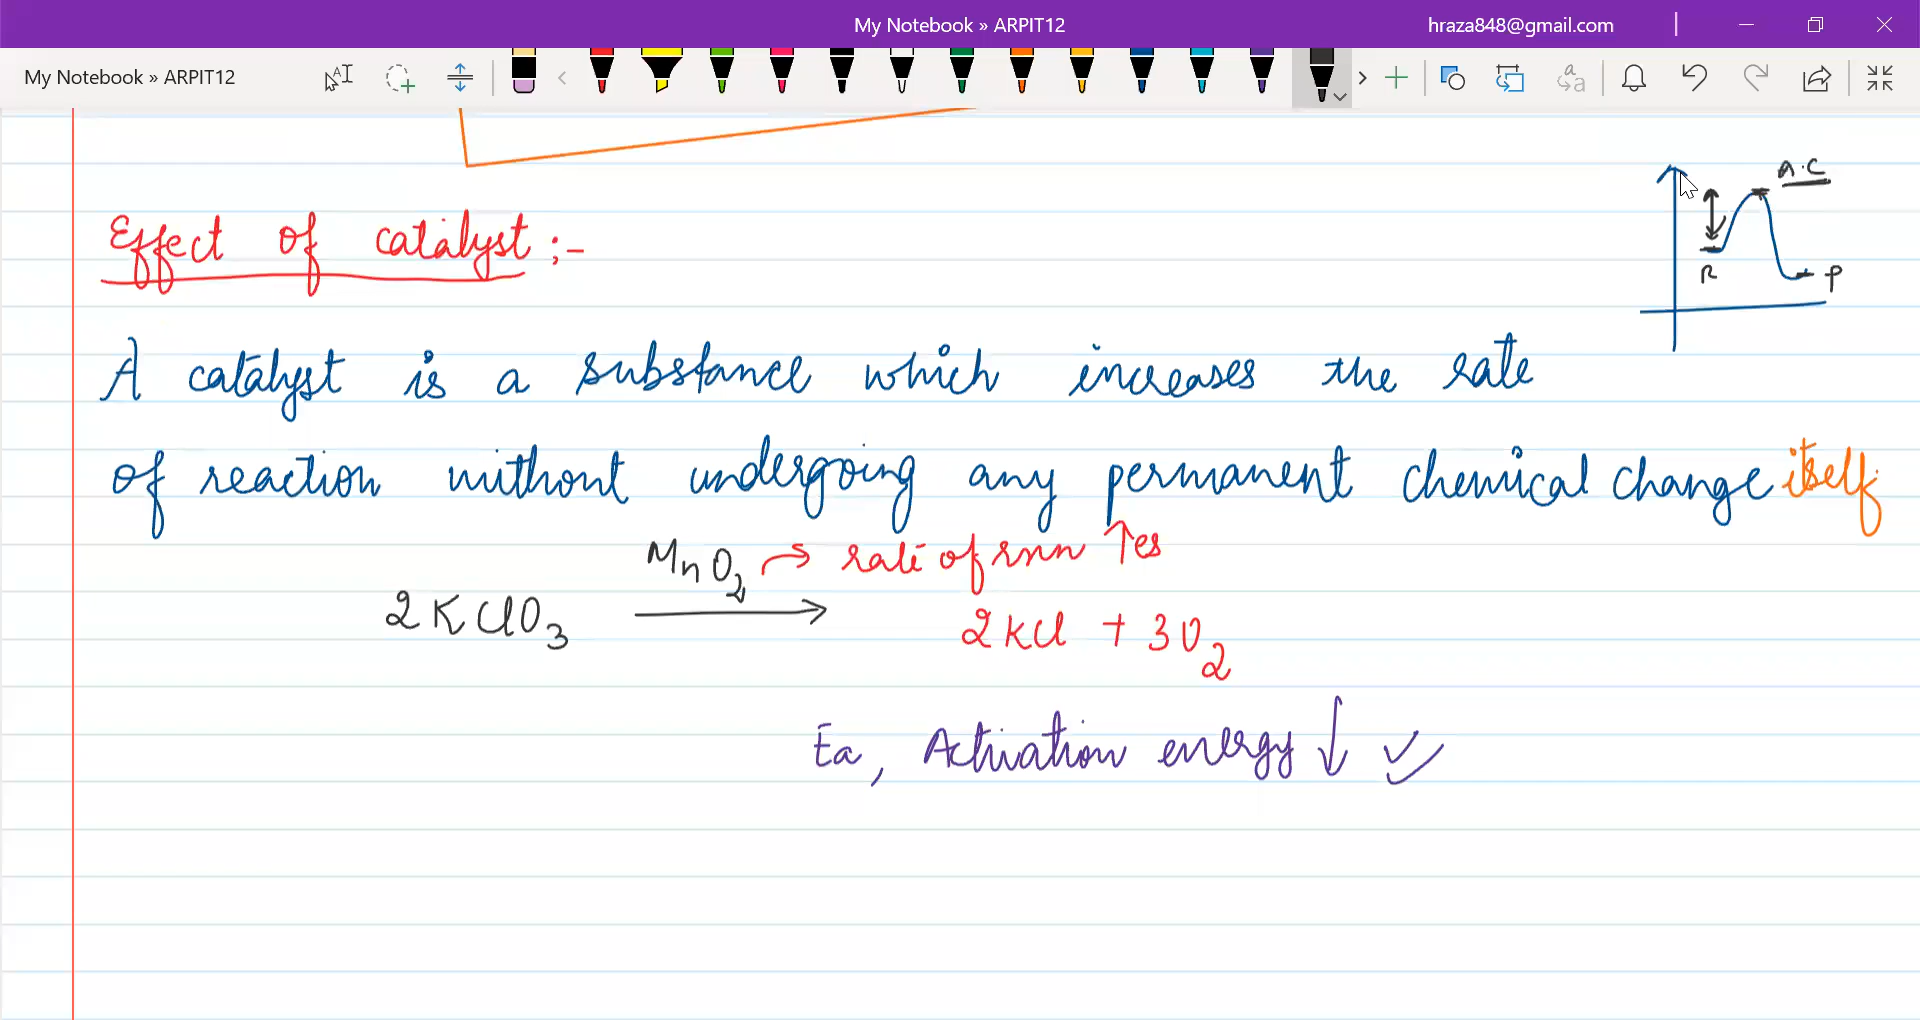 My Notebook » ARPIT12
hraza848@gmail.com
My Notebook » ARPIT12
A.C
R
P
Effect of catalyst :-
A catalyst is a substance which increases the rate
of reaction without undergoing any permanent chemical change itself
MnO2 → rate of rxn ↑es
2KClO3 → 2KCl + 3O2
Ea, Activation energy ↓ ✓